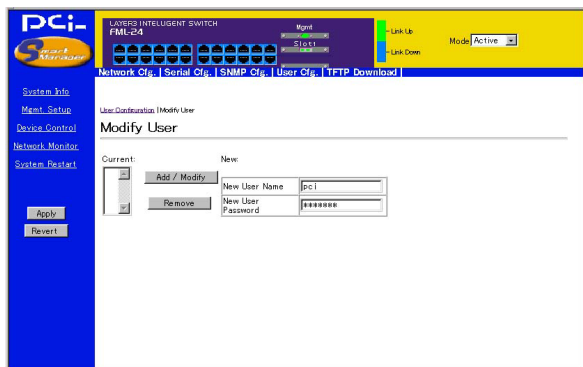 PCi-
Smart
Manager
LAYER3 INTELLIGENT SWITCH
FML-24
Mgmt
Slot1
Link Up
Link Down
Mode Active
Network Cfg. | Serial Cfg. | SNMP Cfg. | User Cfg. | TFTP Download |
System Info
Mgmt. Setup
Device Control
Network Monitor
System Restart
Apply
Revert
User Configuration | Modify User
Modify User
Current:
New:
Add / Modify
Remove
New User Name
pci
New User
Password
*******